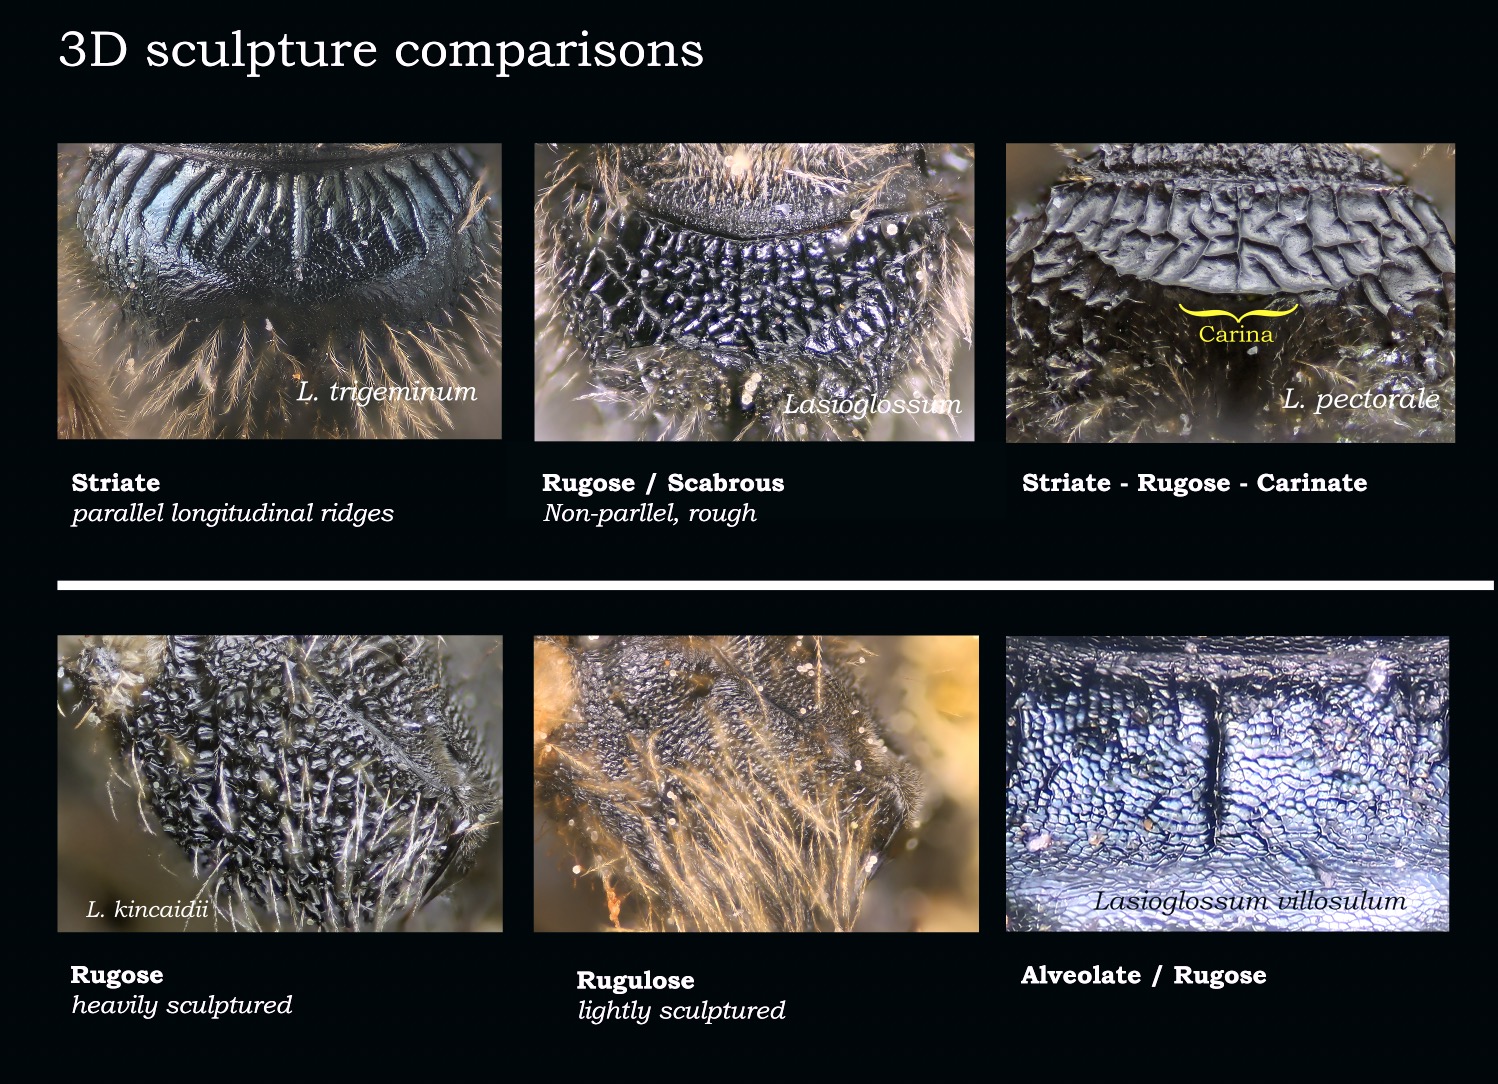 3D sculpture comparisons
L. trigeminum
Lasioglossum
Carina
L. pectorale
Striate
parallel longitudinal ridges
Rugose / Scabrous
Non-parllel, rough
Striate - Rugose - Carinate
L. kincaidii
Lasioglossum villosulum
Rugose
heavily sculptured
Rugulose
lightly sculptured
Alveolate / Rugose